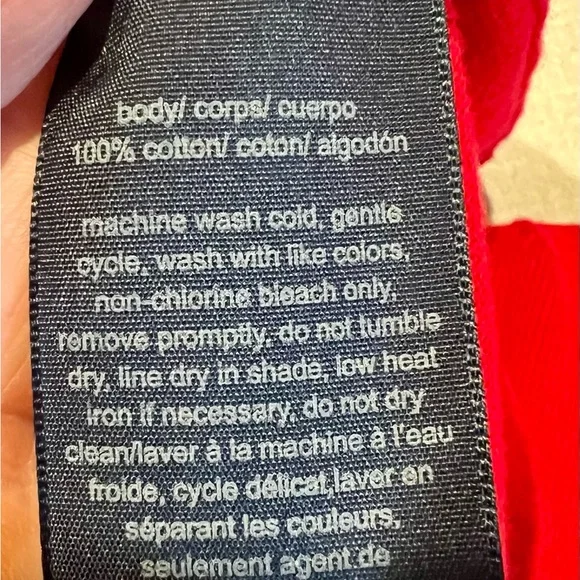 body/ corps/ cuerpo
100% cotton/ coton/ algodón
machine wash cold, gentle
cycle, wash with like colors,
non-chlorine bleach only,
remove promptly, do not tumble
dry, line dry in shade, low heat
iron if necessary, do not dry
clean/laver à la machine à l'eau
froide, cycle délicat,laver en
séparant les couleurs,
seulement agent de